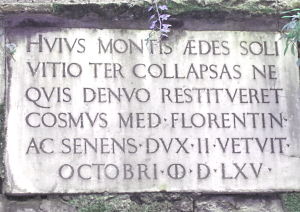 HVIVS MONTIS ÆDES SOLI
VITIO TER COLLAPSAS NE
QVIS DENVO RESTITVERET
COSMVS MED · FLORENTIN ·
AC SENENS · DVX · II · VETVIT ·
OCTOBRI · ↀ · D · LXV ·